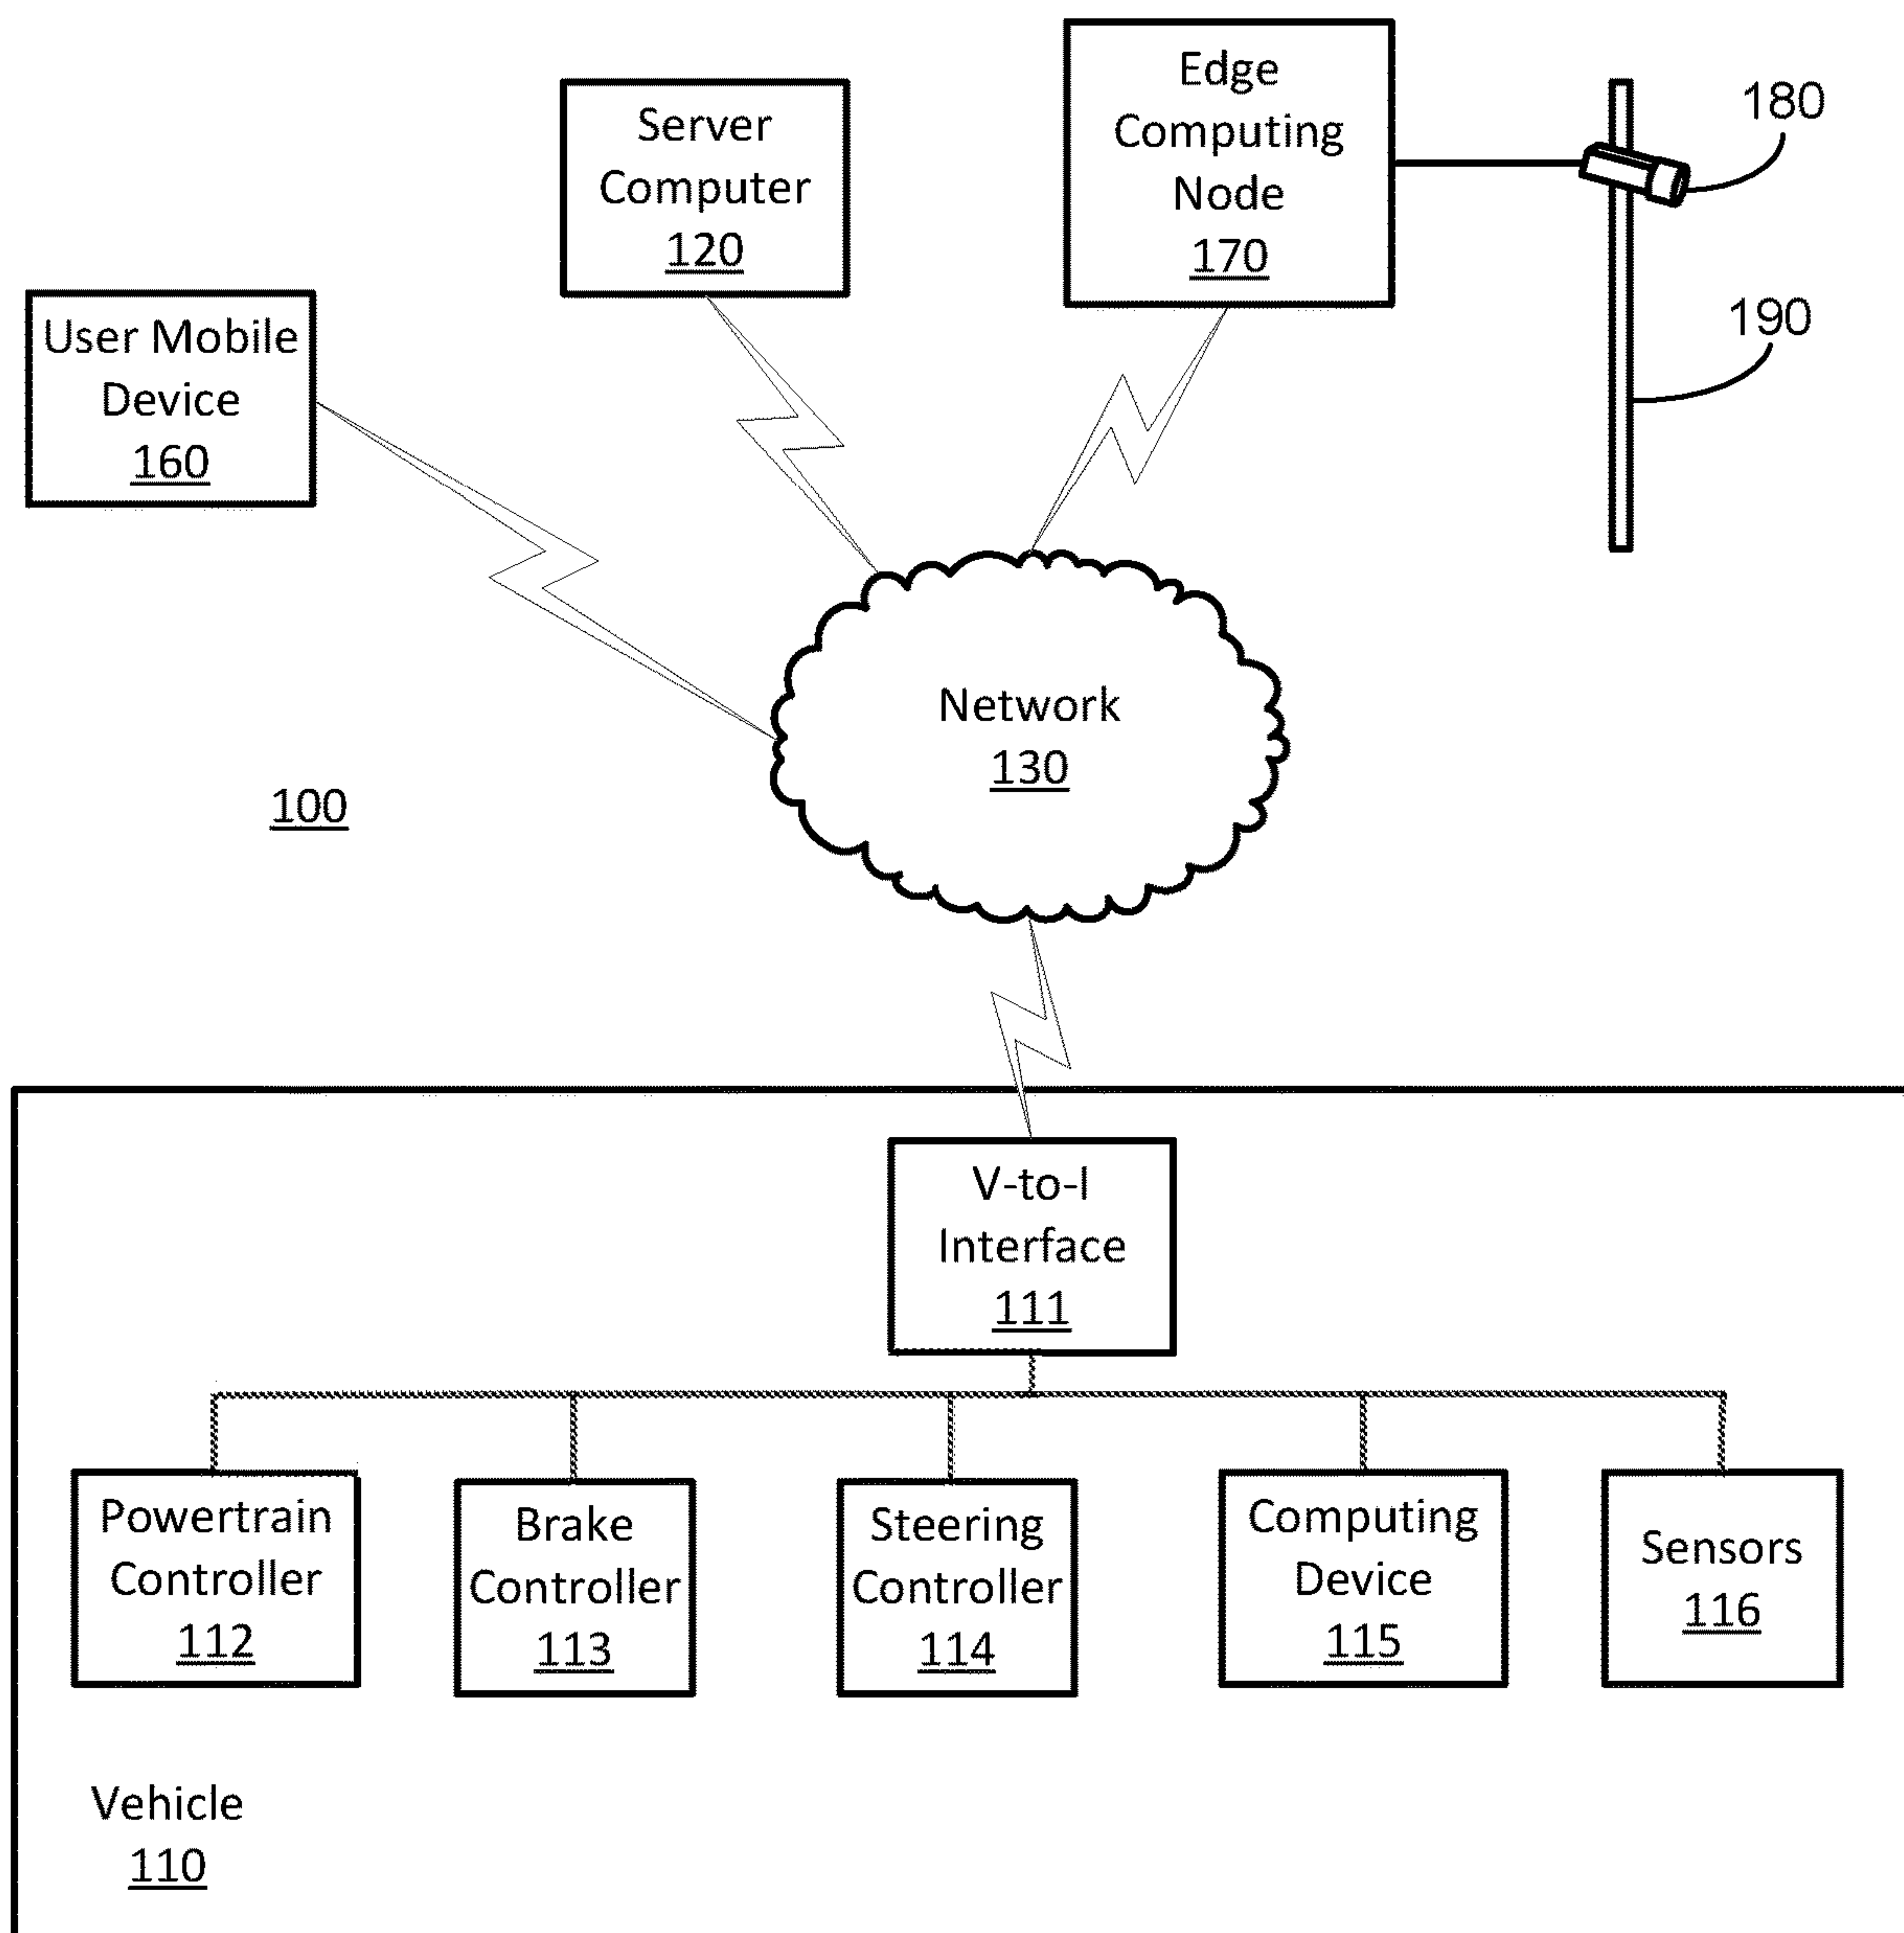 Edge
Computing
Node
170
180
Server
Computer
120
190
User Mobile
Device
160
Network
130
100
V-to-I
Interface
111
Powertrain
Controller
112
Brake
Controller
113
Steering
Controller
114
Computing
Device
115
Sensors
116
Vehicle
110